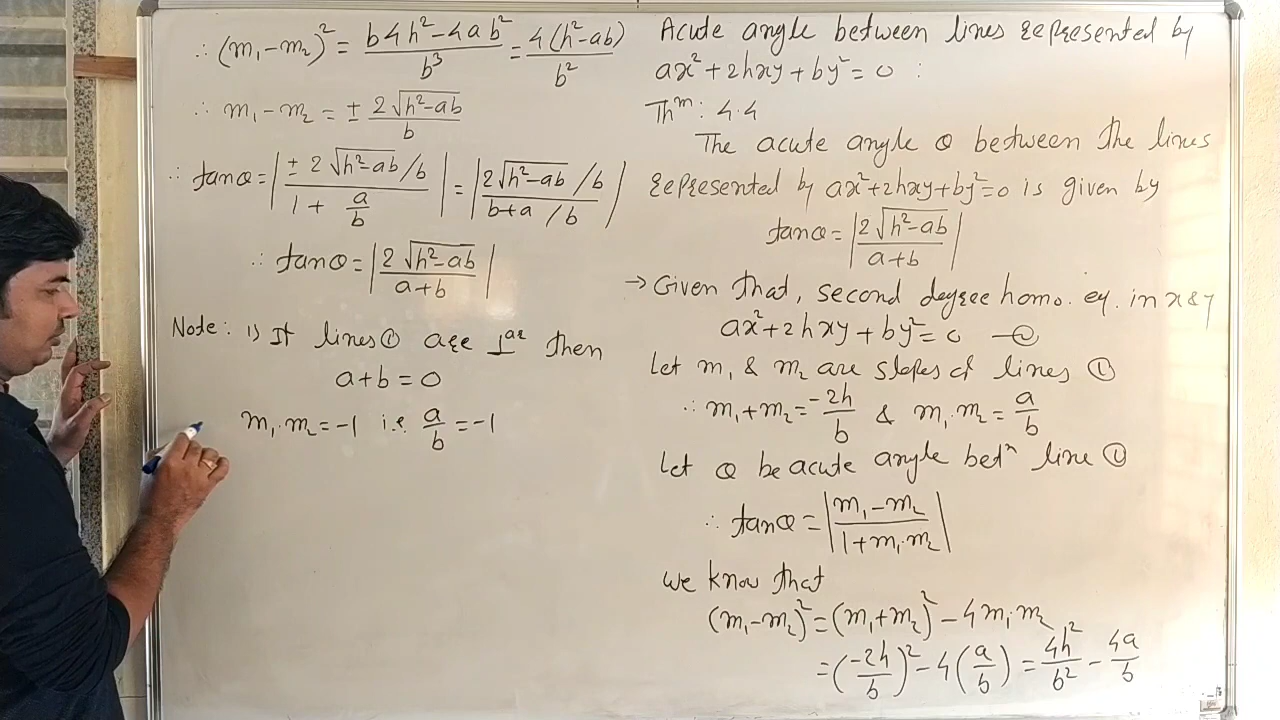 Acute angle between lines represented by
ax² + 2hxy + by² = 0 :
Thᵐ: 4.4
The acute angle θ between the lines
represented by ax²+2hxy+by²=0 is given by
tanθ = |2√(h²-ab) / (a+b)|
→ Given that, second degree homo. eq. in x & y
ax² + 2hxy + by² = 0 —①
Let m₁ & m₂ are slopes of lines ①
∴ m₁+m₂ = -2h/b & m₁.m₂ = a/b
Let θ be acute angle betⁿ line ①
∴ tanθ = |(m₁-m₂) / (1+m₁.m₂)|
we know that
(m₁-m₂)² = (m₁+m₂)² - 4m₁m₂
= (-2h/b)² - 4(a/b) = 4h²/b² - 4a/b
∴ (m₁-m₂)² = (b4h²-4ab²)/b³ = 4(h²-ab)/b²
∴ m₁-m₂ = ± 2√(h²-ab) / b
∴ tanθ = |(± 2√(h²-ab)/b) / (1 + a/b)| = |(2√(h²-ab)/b) / (b+a/b)|
∴ tanθ = |2√(h²-ab) / (a+b)|
Note: i) If lines ① are ⊥ᵃʳ then
a+b = 0
m₁.m₂ = -1 i.e. a/b = -1